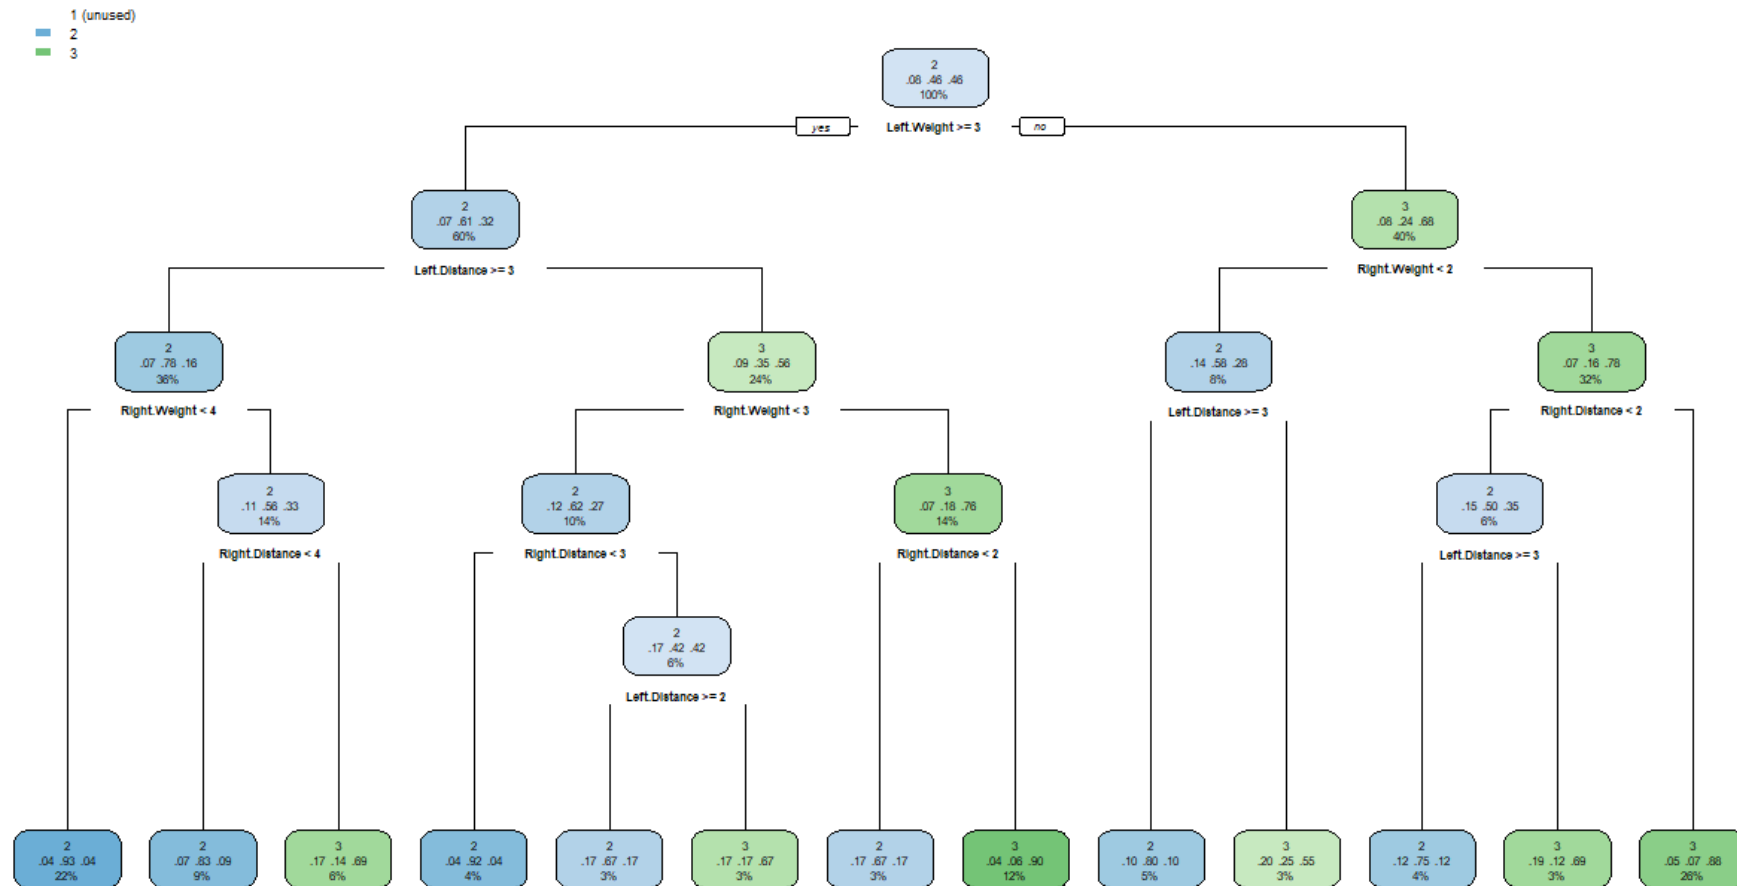 1 (unused)
2
3
2
.08 .46 .46
100%
yes
Left.Weight >= 3
no
2
.07 .61 .32
60%
3
.08 .24 .68
40%
Left.Distance >= 3
Right.Weight < 2
2
.07 .78 .16
36%
3
.09 .35 .56
24%
2
.14 .58 .28
8%
3
.07 .16 .78
32%
Right.Weight < 4
Right.Weight < 3
Left.Distance >= 3
Right.Distance < 2
2
.11 .56 .33
14%
2
.12 .62 .27
10%
3
.07 .18 .76
14%
2
.15 .50 .35
6%
Right.Distance < 4
Right.Distance < 3
Right.Distance < 2
Left.Distance >= 3
2
.17 .42 .42
6%
Left.Distance >= 2
2
.04 .93 .04
22%
2
.07 .83 .09
9%
3
.17 .14 .69
6%
2
.04 .92 .04
4%
2
.17 .67 .17
3%
3
.17 .17 .67
3%
2
.17 .67 .17
3%
3
.04 .06 .90
12%
2
.10 .80 .10
5%
3
.20 .25 .55
3%
2
.12 .75 .12
4%
3
.19 .12 .69
3%
3
.05 .07 .88
26%